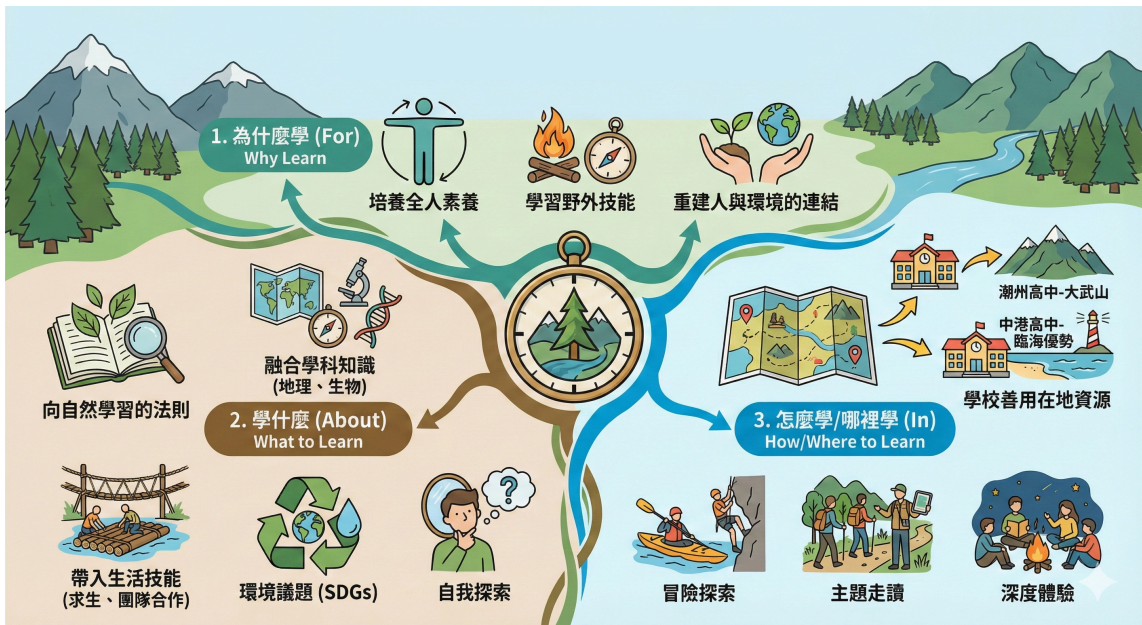 1. 為什麼學 (For)
Why Learn
培養全人素養
學習野外技能
重建人與環境的連結
向自然學習的法則
融合學科知識
(地理、生物)
2. 學什麼 (About)
What to Learn
帶入生活技能
(求生、團隊合作)
環境議題 (SDGs)
?
自我探索
潮州高中-大武山
中港高中-
臨海優勢
學校善用在地資源
3. 怎麼學/哪裡學 (In)
How/Where to Learn
冒險探索
主題走讀
深度體驗